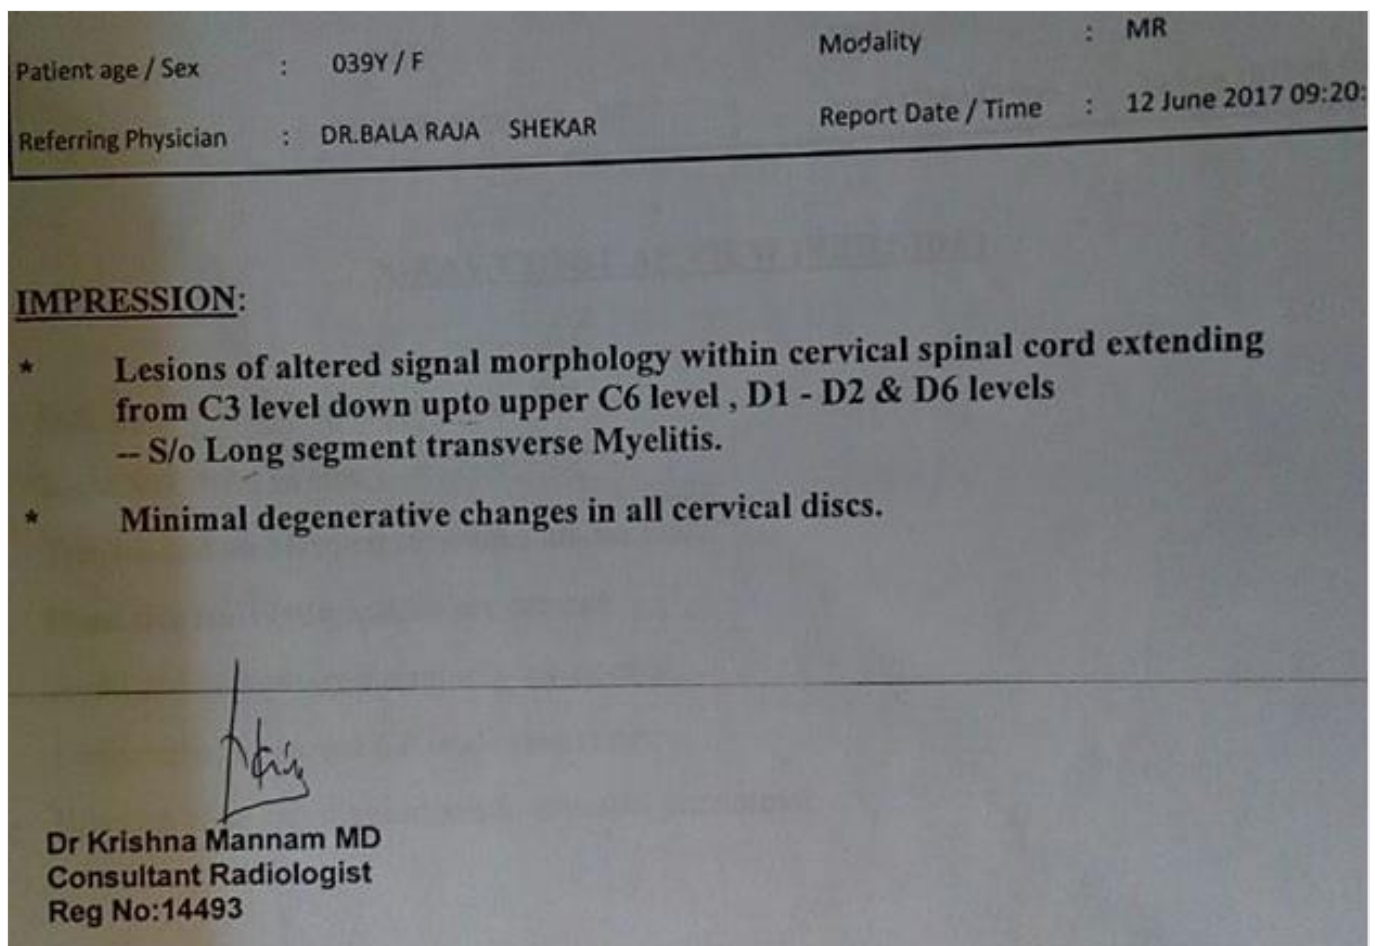 Patient age / Sex : 039Y / F
Modality : MR
Referring Physician : DR.BALA RAJA SHEKAR
Report Date / Time : 12 June 2017 09:20:
IMPRESSION:
* Lesions of altered signal morphology within cervical spinal cord extending
from C3 level down upto upper C6 level , D1 - D2 & D6 levels
-- S/o Long segment transverse Myelitis.
* Minimal degenerative changes in all cervical discs.
Dr Krishna Mannam MD
Consultant Radiologist
Reg No:14493